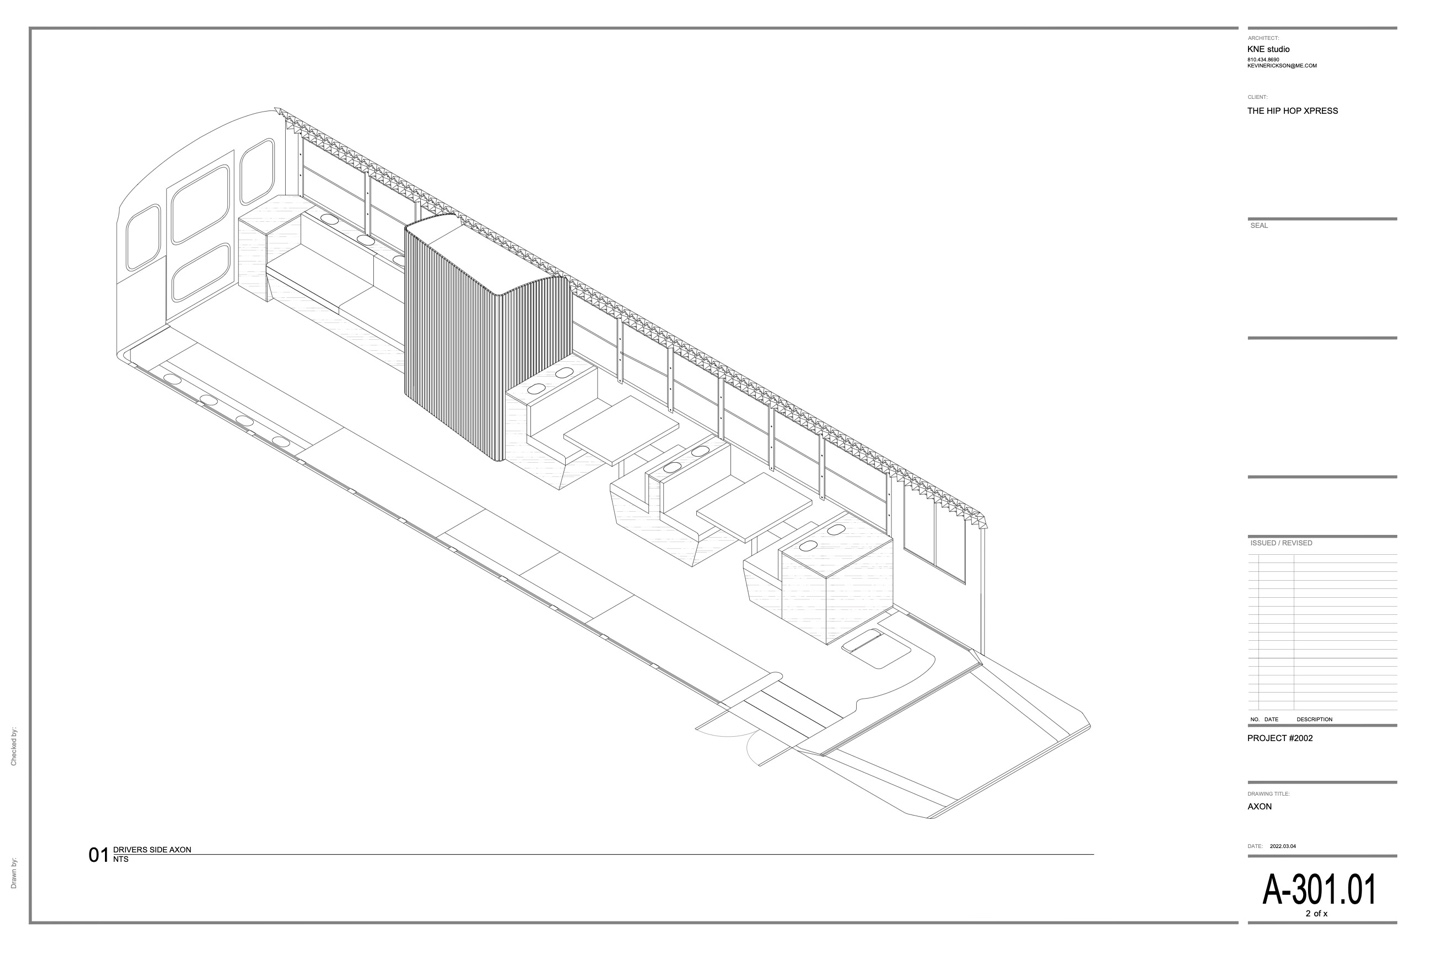 ARCHITECT:
KNE studio
810.434.8690
KEVINERICKSON@ME.COM
CLIENT:
THE HIP HOP XPRESS
SEAL
ISSUED / REVISED
NO. DATE DESCRIPTION
PROJECT #2002
DRAWING TITLE:
AXON
DATE: 2022.03.04
A-301.01
2 of x
01 DRIVERS SIDE AXON
NTS
Checked by:
Drawn by: